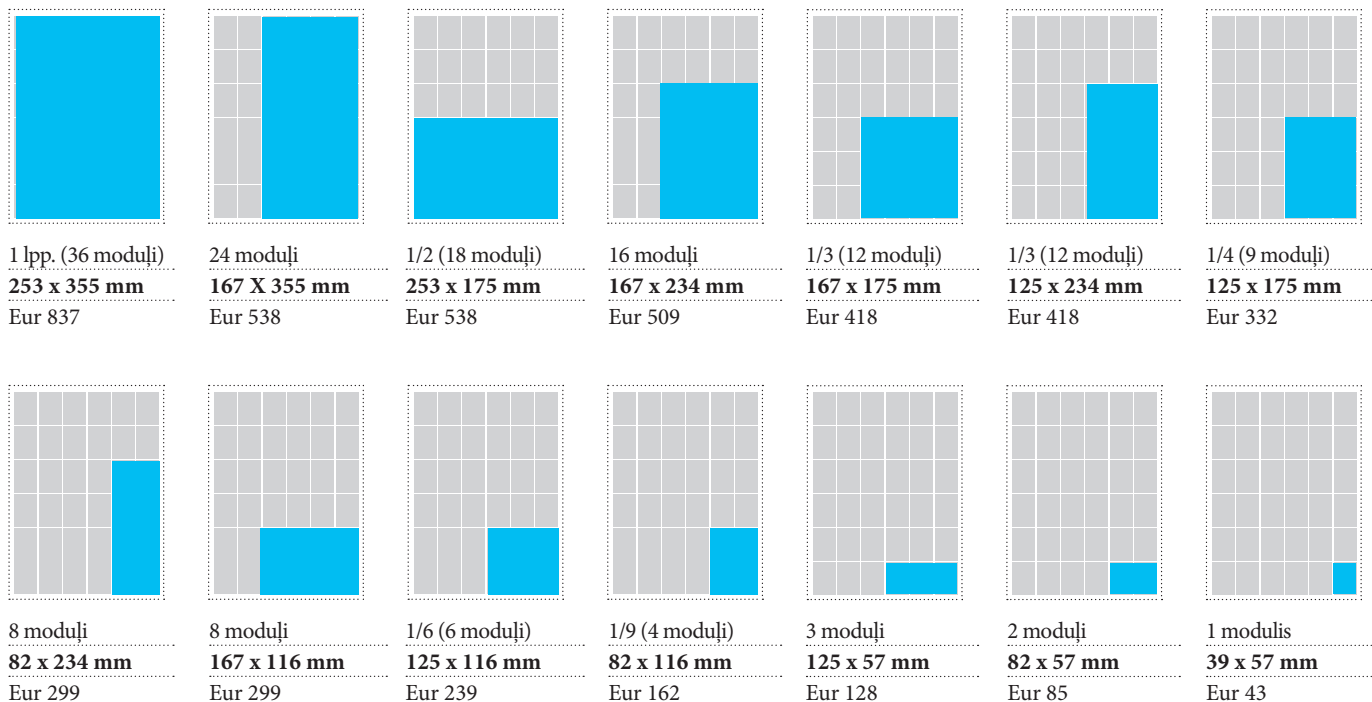 1 lpp. (36 moduļi)
253 x 355 mm
Eur 837
24 moduļi
167 X 355 mm
Eur 538
1/2 (18 moduļi)
253 x 175 mm
Eur 538
16 moduļi
167 x 234 mm
Eur 509
1/3 (12 moduļi)
167 x 175 mm
Eur 418
1/3 (12 moduļi)
125 x 234 mm
Eur 418
1/4 (9 moduļi)
125 x 175 mm
Eur 332
8 moduļi
82 x 234 mm
Eur 299
8 moduļi
167 x 116 mm
Eur 299
1/6 (6 moduļi)
125 x 116 mm
Eur 239
1/9 (4 moduļi)
82 x 116 mm
Eur 162
3 moduļi
125 x 57 mm
Eur 128
2 moduļi
82 x 57 mm
Eur 85
1 modulis
39 x 57 mm
Eur 43